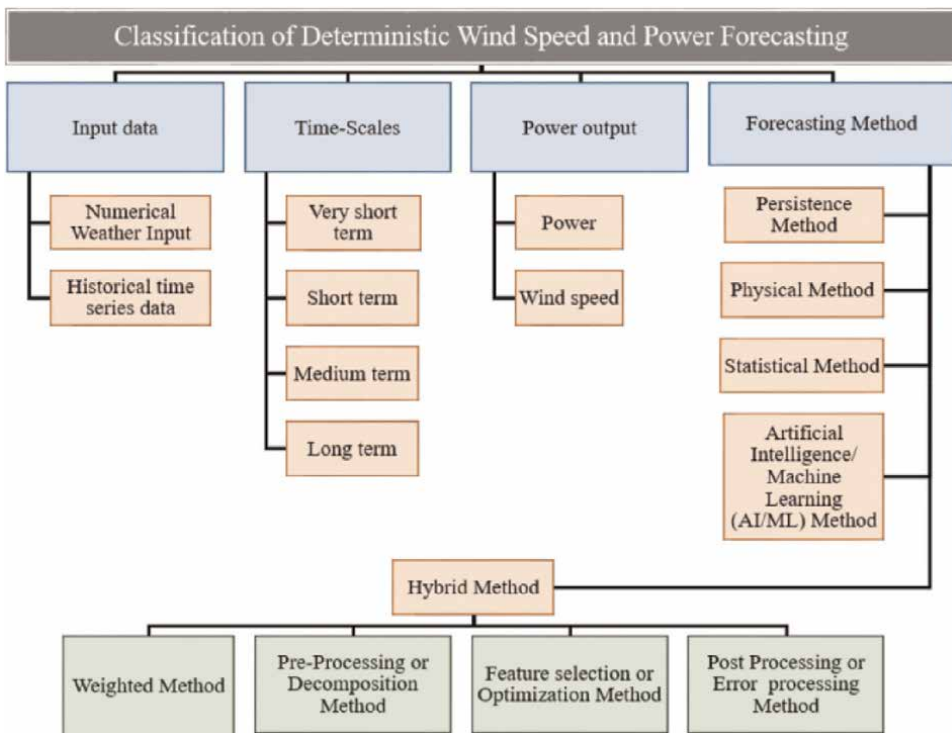 Classification of Deterministic Wind Speed and Power Forecasting
Input data
Time-Scales
Power output
Forecasting Method
Numerical
Weather Input
Historical time
series data
Very short
term
Short term
Medium term
Long term
Power
Wind speed
Persistence
Method
Physical Method
Statistical Method
Artificial
Intelligence/
Machine
Learning
(AI/ML) Method
Hybrid Method
Weighted Method
Pre-Processing or
Decomposition
Method
Feature selection or
Optimization Method
Post Processing or
Error processing
Method